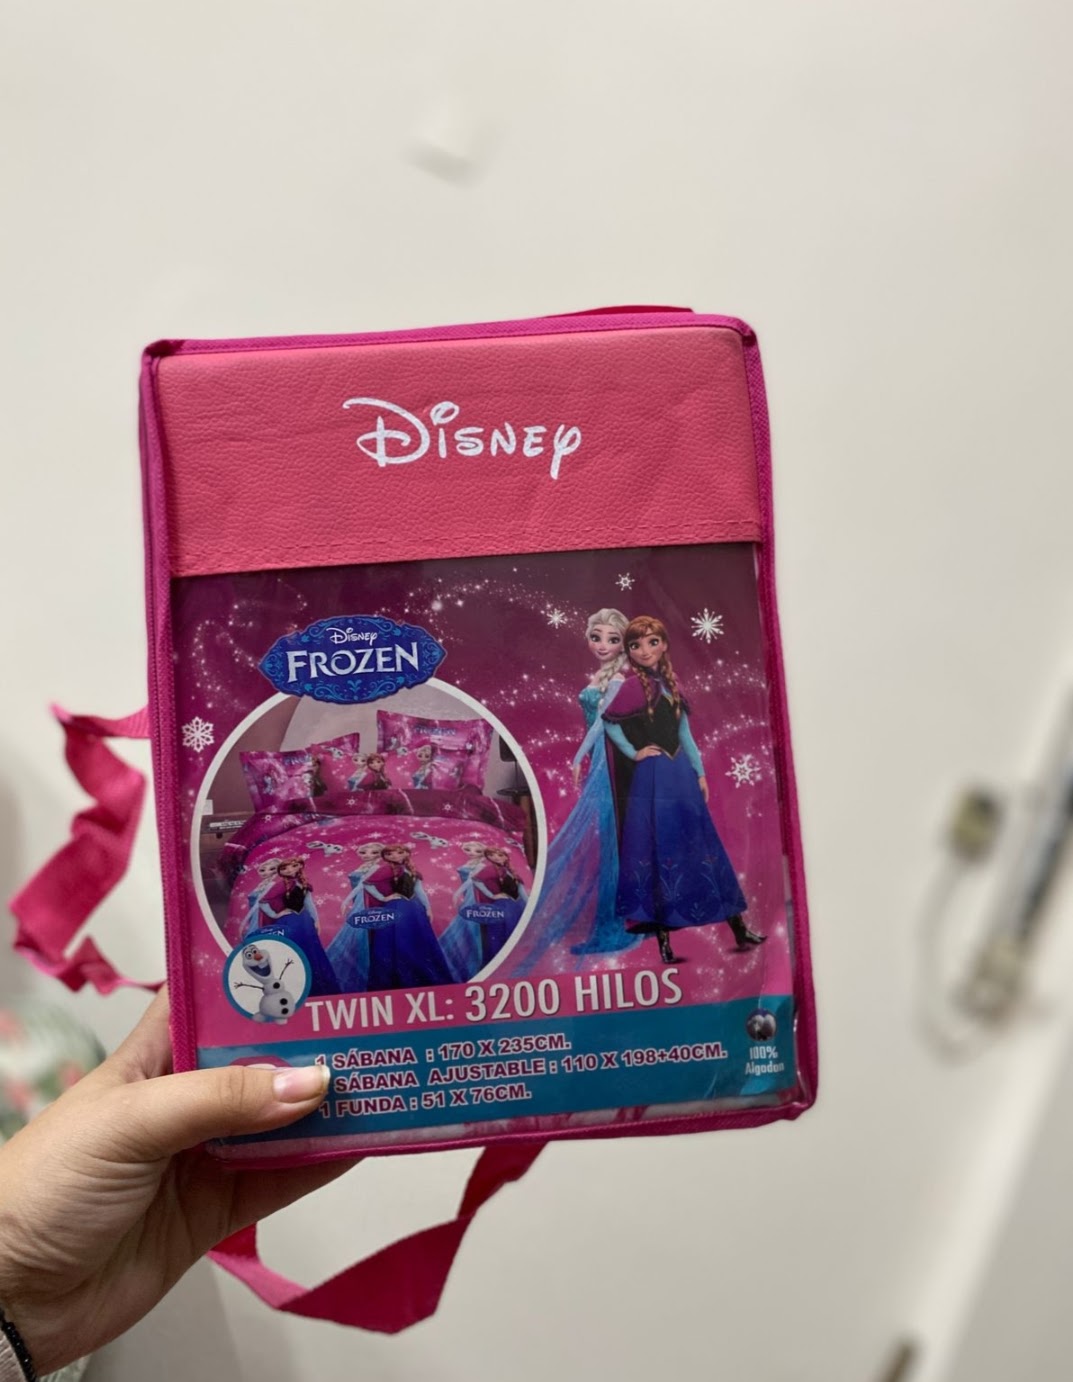 Disney
Disney
FROZEN
FROZEN
FROZEN
TWIN XL: 3200 HILOS
1 SÁBANA : 170 X 235CM.
SÁBANA AJUSTABLE : 110 X 198+40CM.
1 FUNDA : 51 X 76CM.
100%
Algodon